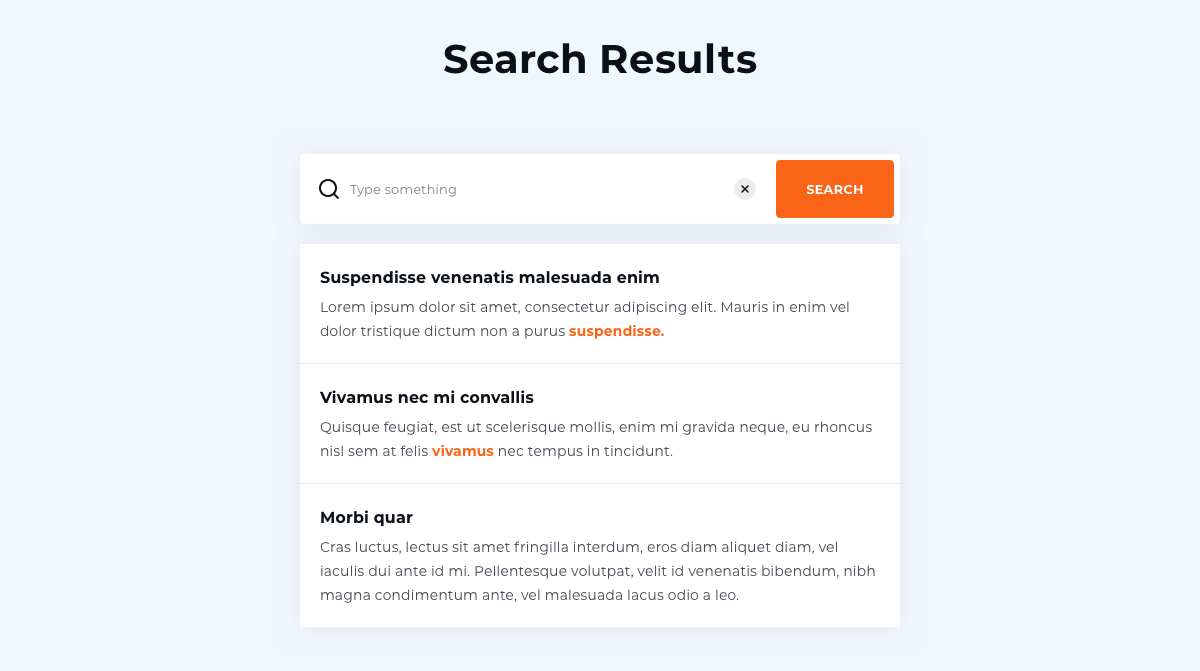 Search Results
Type something
SEARCH
Suspendisse venenatis malesuada enim
Lorem ipsum dolor sit amet, consectetur adipiscing elit. Mauris in enim vel
dolor tristique dictum non a purus suspendisse.
Vivamus nec mi convallis
Quisque feugiat, est ut scelerisque mollis, enim mi gravida neque, eu rhoncus
nisl sem at felis vivamus nec tempus in tincidunt.
Morbi quar
Cras luctus, lectus sit amet fringilla interdum, eros diam aliquet diam, vel
iaculis dui ante id mi. Pellentesque volutpat, velit id venenatis bibendum, nibh
magna condimentum ante, vel malesuada lacus odio a leo.